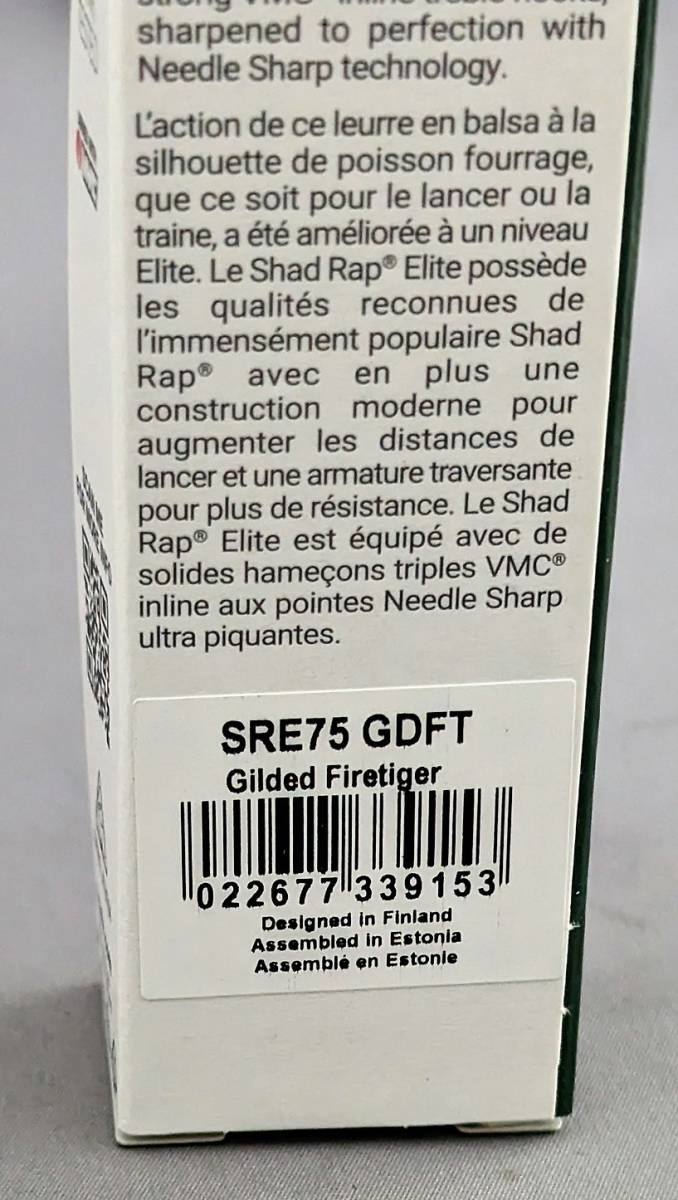 sharpened to perfection with
Needle Sharp technology.
L'action de ce leurre en balsa à la
silhouette de poisson fourrage,
que ce soit pour le lancer ou la
traine, a été améliorée à un niveau
Elite. Le Shad Rap® Elite possède
les qualités reconnues de
l'immensément populaire Shad
Rap® avec en plus une
construction moderne pour
augmenter les distances de
lancer et une armature traversante
pour plus de résistance. Le Shad
Rap® Elite est équipé avec de
solides hameçons triples VMC®
inline aux pointes Needle Sharp
ultra piquantes.
SRE75 GDFT
Gilded Firetiger
022677 339153
Designed in Finland
Assembled in Estonia
Assemblé en Estonie